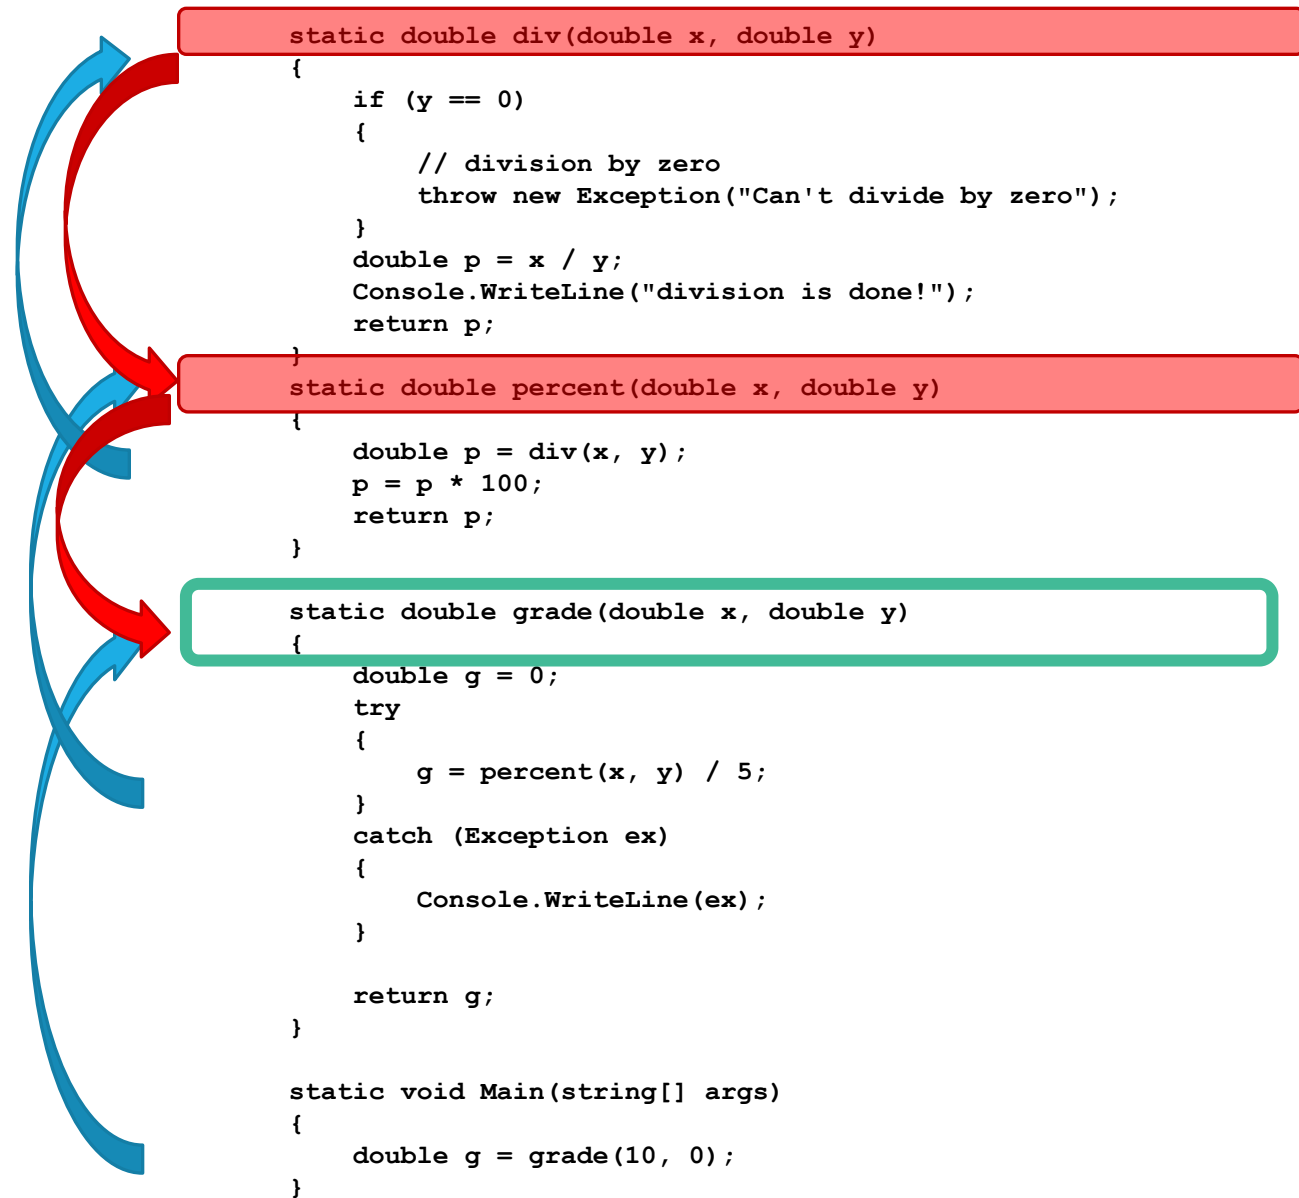 static double div(double x, double y)
{
if (y == 0)
{
// division by zero
throw new Exception("Can't divide by zero");
}
double p = x / y;
Console.WriteLine("division is done!");
return p;
}
static double percent(double x, double y)
{
double p = div(x, y);
p = p * 100;
return p;
}
static double grade(double x, double y)
{
double g = 0;
try
{
g = percent(x, y) / 5;
}
catch (Exception ex)
{
Console.WriteLine(ex);
}
return g;
}
static void Main(string[] args)
{
double g = grade(10, 0);
}